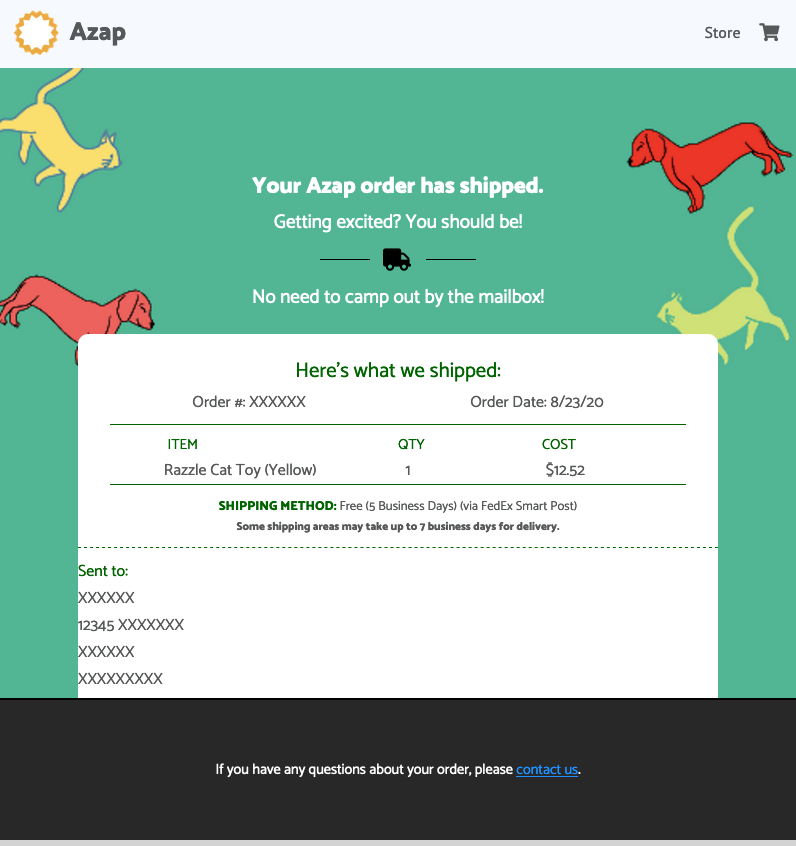 Azap
Store
Your Azap order has shipped.
Getting excited? You should be!
No need to camp out by the mailbox!
Here's what we shipped:
Order #: XXXXXX Order Date: 8/23/20
ITEM QTY COST
Razzle Cat Toy (Yellow) 1 $12.52
SHIPPING METHOD: Free (5 Business Days) (via FedEx Smart Post)
Some shipping areas may take up to 7 business days for delivery.
Sent to:
XXXXXX
12345 XXXXXXX
XXXXXX
XXXXXXXXX
If you have any questions about your order, please contact us.